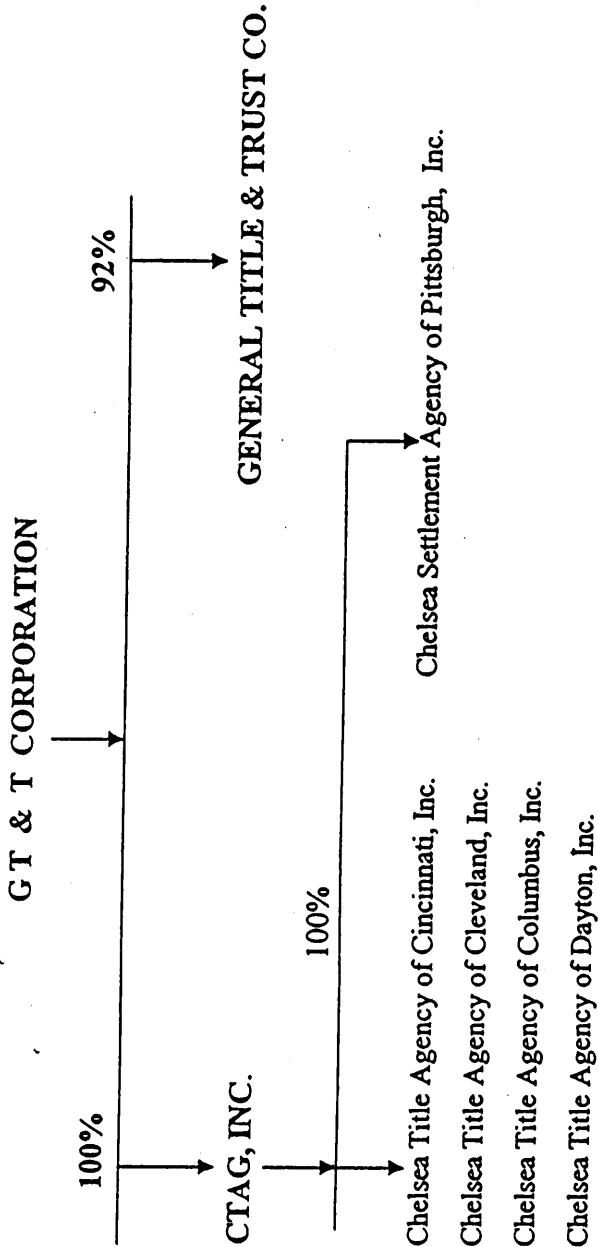 G T & T CORPORATION
100%
92%
CTAG, INC.
GENERAL TITLE & TRUST CO.
100%
Chelsea Title Agency of Cincinnati, Inc.
Chelsea Title Agency of Cleveland, Inc.
Chelsea Title Agency of Columbus, Inc.
Chelsea Title Agency of Dayton, Inc.
Chelsea Settlement Agency of Pittsburgh, Inc.